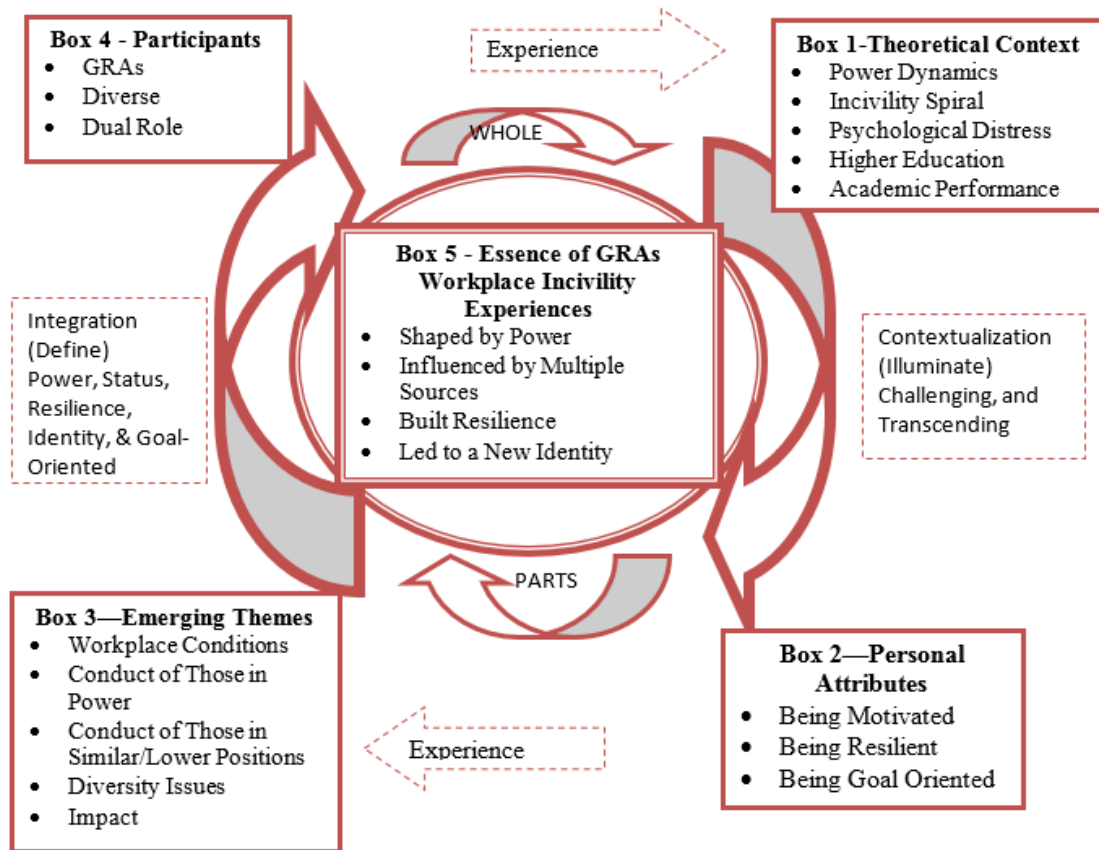 Box 4 - Participants
• GRAs
• Diverse
• Dual Role
Experience
Box 1-Theoretical Context
• Power Dynamics
• Incivility Spiral
• Psychological Distress
• Higher Education
• Academic Performance
WHOLE
Box 5 - Essence of GRAs
Workplace Incivility
Experiences
• Shaped by Power
• Influenced by Multiple
Sources
• Built Resilience
• Led to a New Identity
Integration
(Define)
Power, Status,
Resilience,
Identity, & Goal-
Oriented
Contextualization
(Illuminate)
Challenging, and
Transcending
PARTS
Box 3—Emerging Themes
• Workplace Conditions
• Conduct of Those in
Power
• Conduct of Those in
Similar/Lower Positions
• Diversity Issues
• Impact
Experience
Box 2—Personal
Attributes
• Being Motivated
• Being Resilient
• Being Goal Oriented